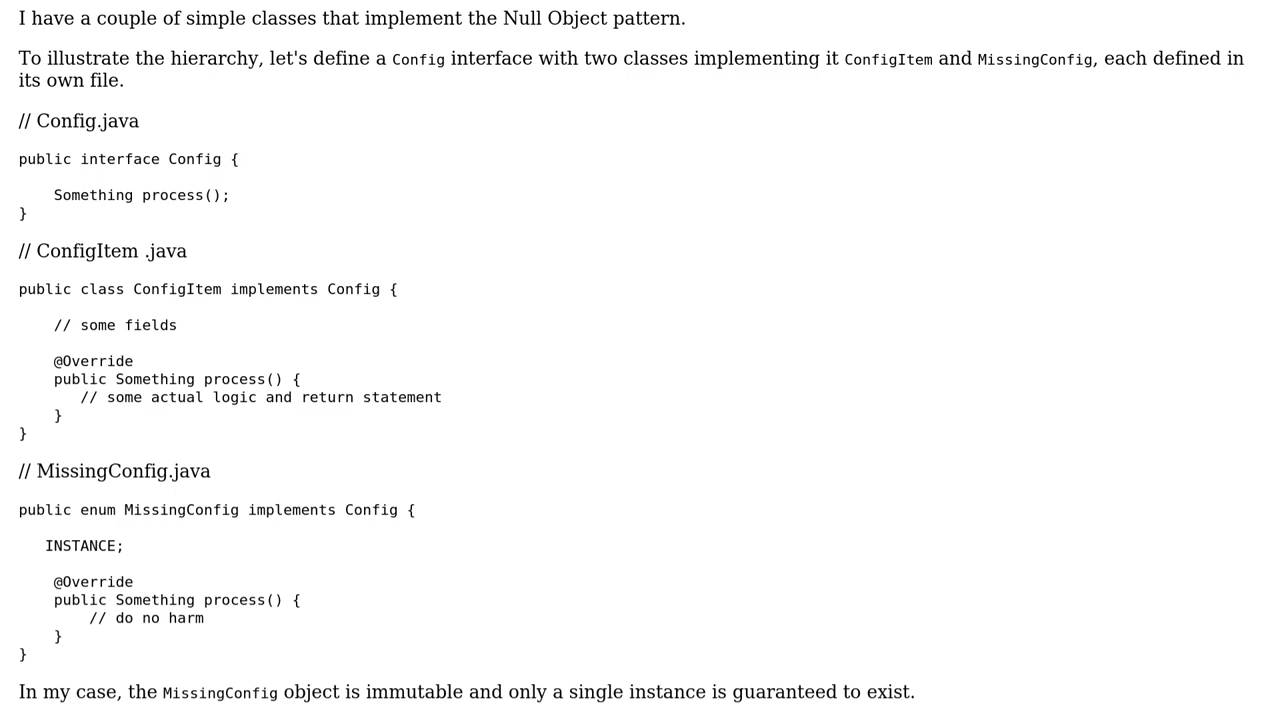 I have a couple of simple classes that implement the Null Object pattern.
To illustrate the hierarchy, let's define a Config interface with two classes implementing it ConfigItem and MissingConfig, each defined in
its own file.
// Config.java
public interface Config {
    Something process();
}
// ConfigItem .java
public class ConfigItem implements Config {
    // some fields
    @Override
    public Something process() {
       // some actual logic and return statement
    }
}
// MissingConfig.java
public enum MissingConfig implements Config {
   INSTANCE;
    @Override
    public Something process() {
        // do no harm
    }
}
In my case, the MissingConfig object is immutable and only a single instance is guaranteed to exist.